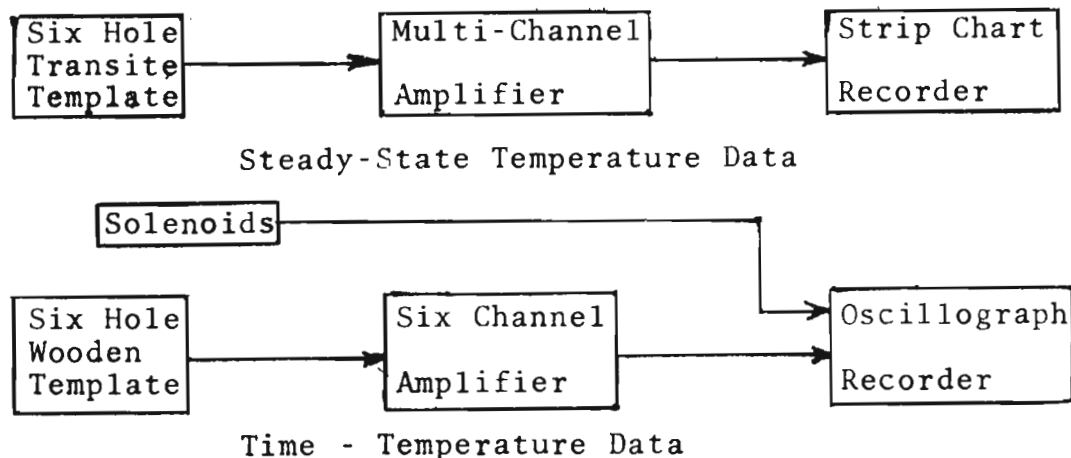 Six Hole
Transite
Template
Multi-Channel
Amplifier
Strip Chart
Recorder
Steady-State Temperature Data
Solenoids
Six Hole
Wooden
Template
Six Channel
Amplifier
Oscillograph
Recorder
Time - Temperature Data